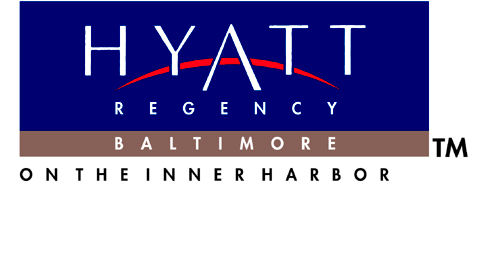 HYATT
REGENCY
BALTIMORE TM
ON THE INNER HARBOR